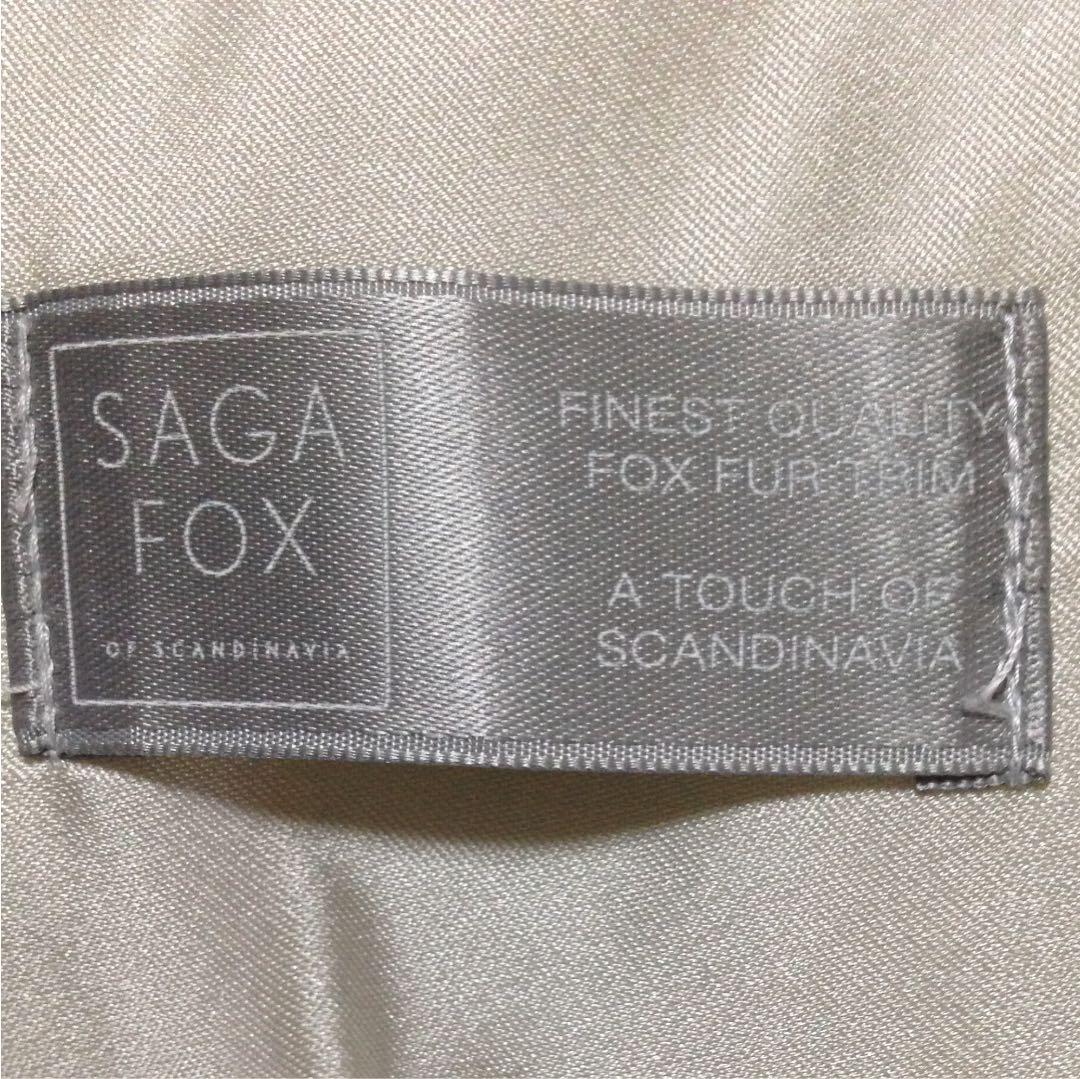 SAGA
FOX
OF SCANDINAVIA
FINEST QUALITY
FOX FUR TRIM
A TOUCH OF
SCANDINAVIA